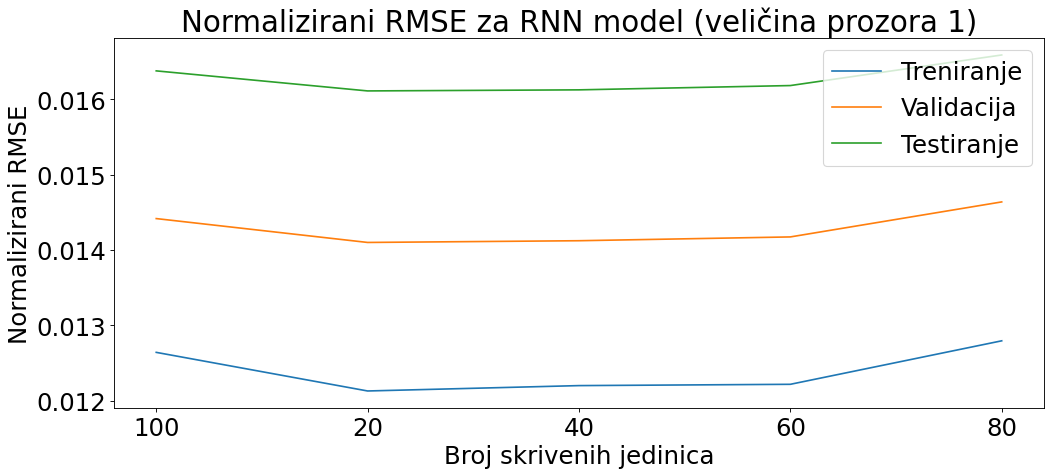 Normalizirani RMSE za RNN model (veličina prozora 1)
Treniranje
Validacija
Testiranje
Normalizirani RMSE
0.016
0.015
0.014
0.013
0.012
100 20 40 60 80
Broj skrivenih jedinica